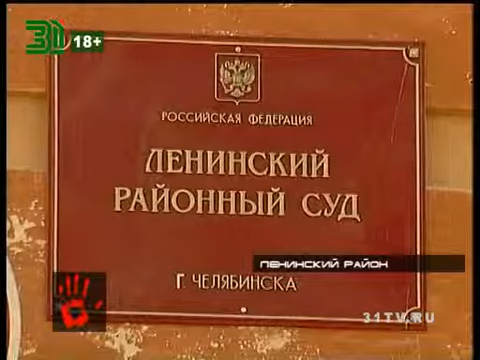 31 18+
РОССИЙСКАЯ ФЕДЕРАЦИЯ
ЛЕНИНСКИЙ
РАЙОННЫЙ СУД
ЛЕНИНСКИЙ РАЙОН
Г. ЧЕЛЯБИНСКА
31TV.RU